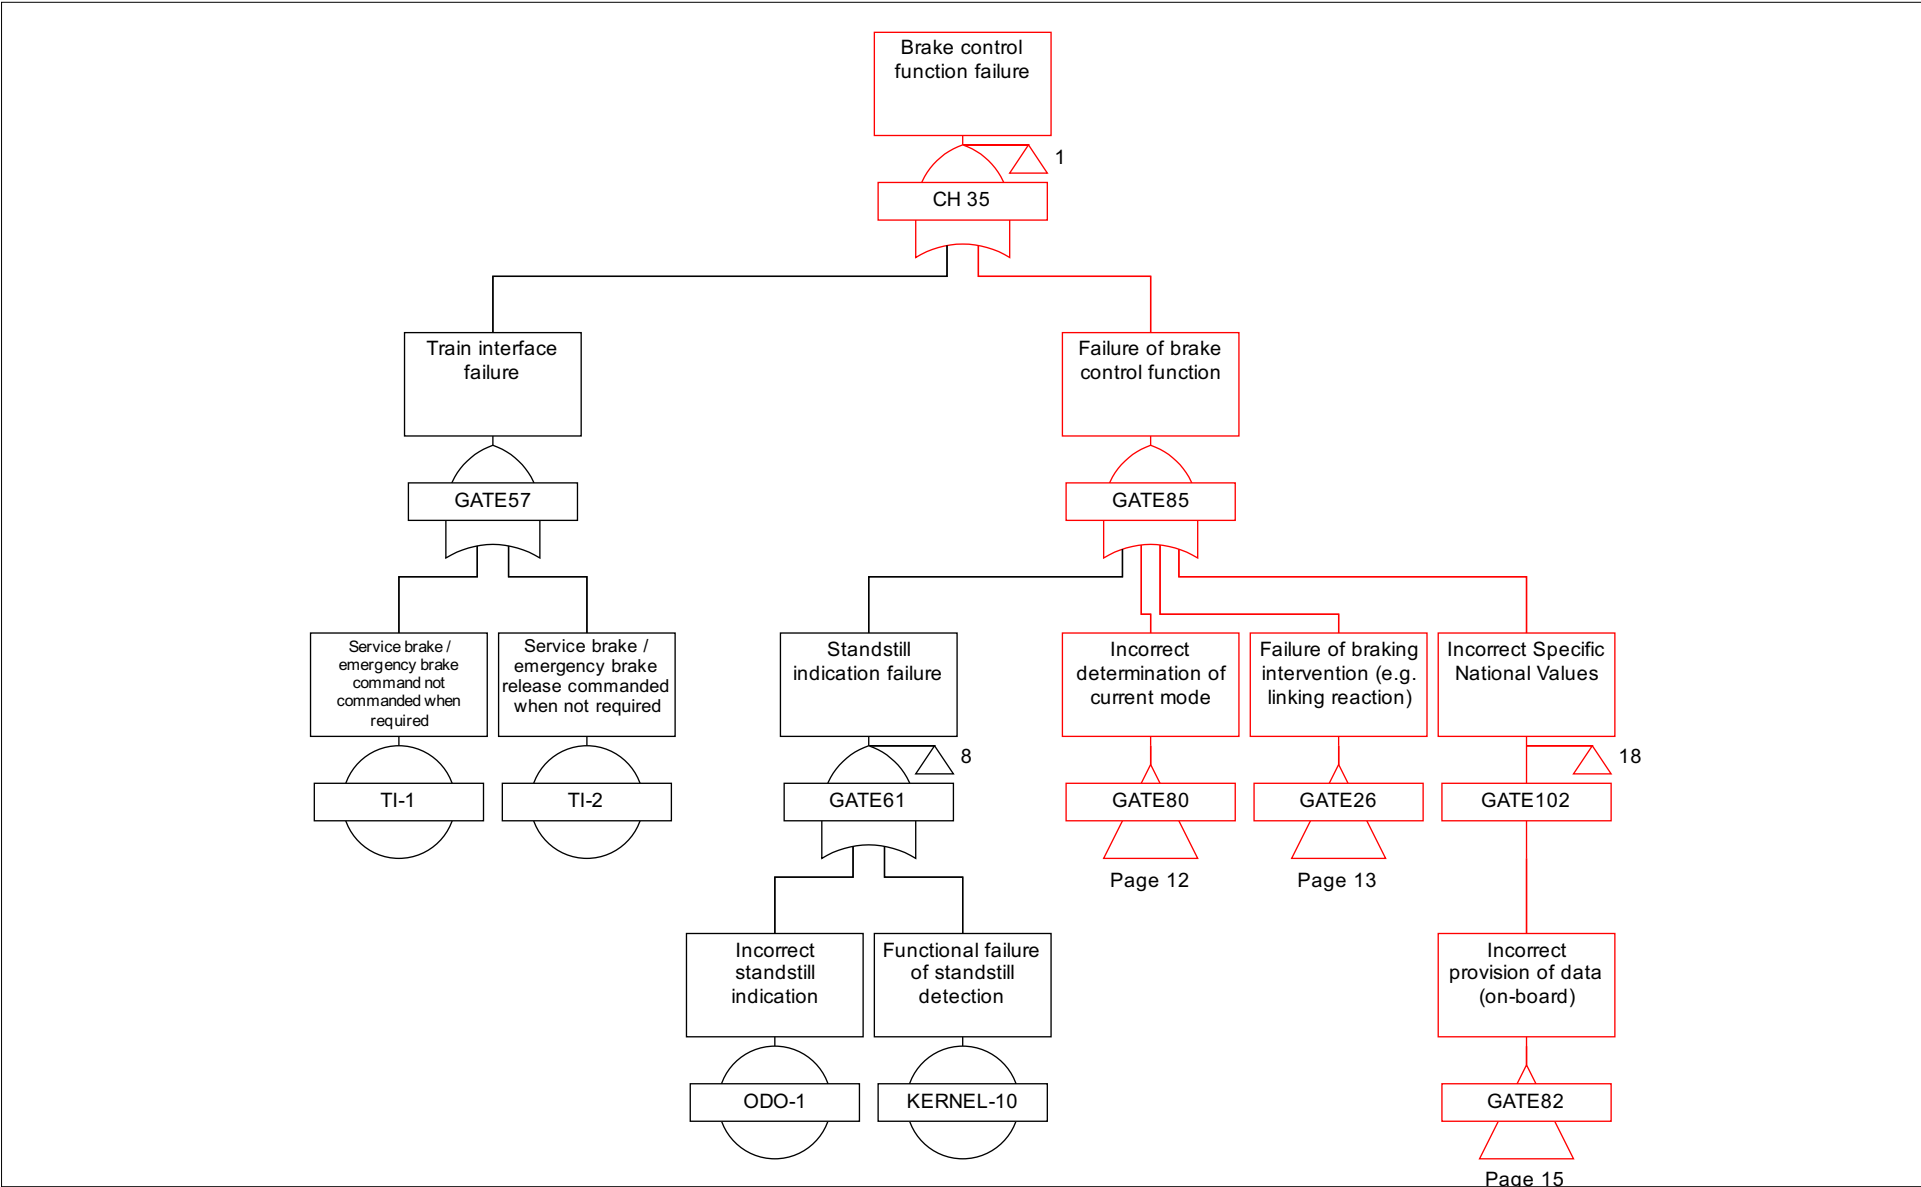 Brake control
function failure
1
CH 35
Train interface
failure
Failure of brake
control function
GATE57
GATE85
Service brake /
emergency brake
command not
commanded when
required
Service brake /
emergency brake
release commanded
when not required
Standstill
indication failure
Incorrect
determination of
current mode
Failure of braking
intervention (e.g.
linking reaction)
Incorrect Specific
National Values
8
18
TI-1
TI-2
GATE61
GATE80
GATE26
GATE102
Page 12
Page 13
Incorrect
standstill
indication
Functional failure
of standstill
detection
Incorrect
provision of data
(on-board)
ODO-1
KERNEL-10
GATE82
Page 15